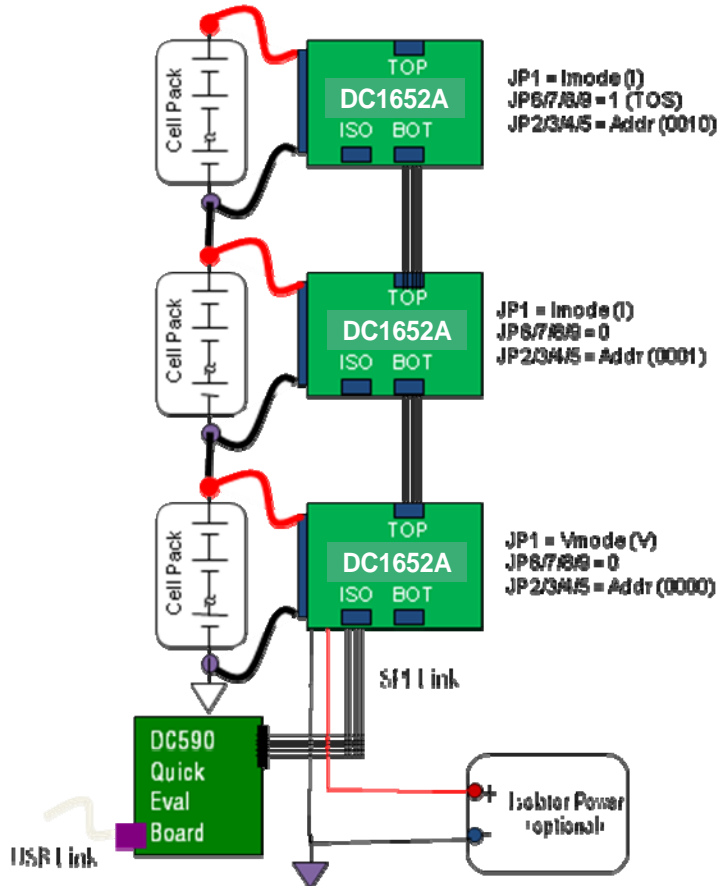 Cell Pack
TOP
DC1652A
ISO BOT
JP1 = Imode (I)
JP6/7/8/9 = 1 (TOS)
JP2/3/4/5 = Addr (0010)
Cell Pack
TOP
DC1652A
ISO BOT
JP1 = Imode (I)
JP6/7/8/9 = 0
JP2/3/4/5 = Addr (0001)
Cell Pack
TOP
DC1652A
ISO BOT
JP1 = Vmode (V)
JP6/7/8/9 = 0
JP2/3/4/5 = Addr (0000)
SPI Link
DC590
Quick
Eval
Board
USB Link
+ Isolator Power
- (optional)